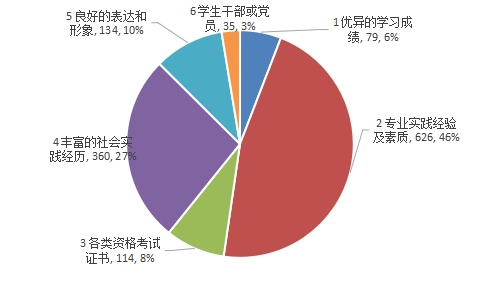 1优异的学习成
绩, 79, 6%
2 专业实践经验
及素质, 626, 46%
3 各类资格考试
证书, 114, 8%
4丰富的社会实
践经历, 360, 27%
5 良好的表达和
形象, 134, 10%
6学生干部或党
员, 35, 3%